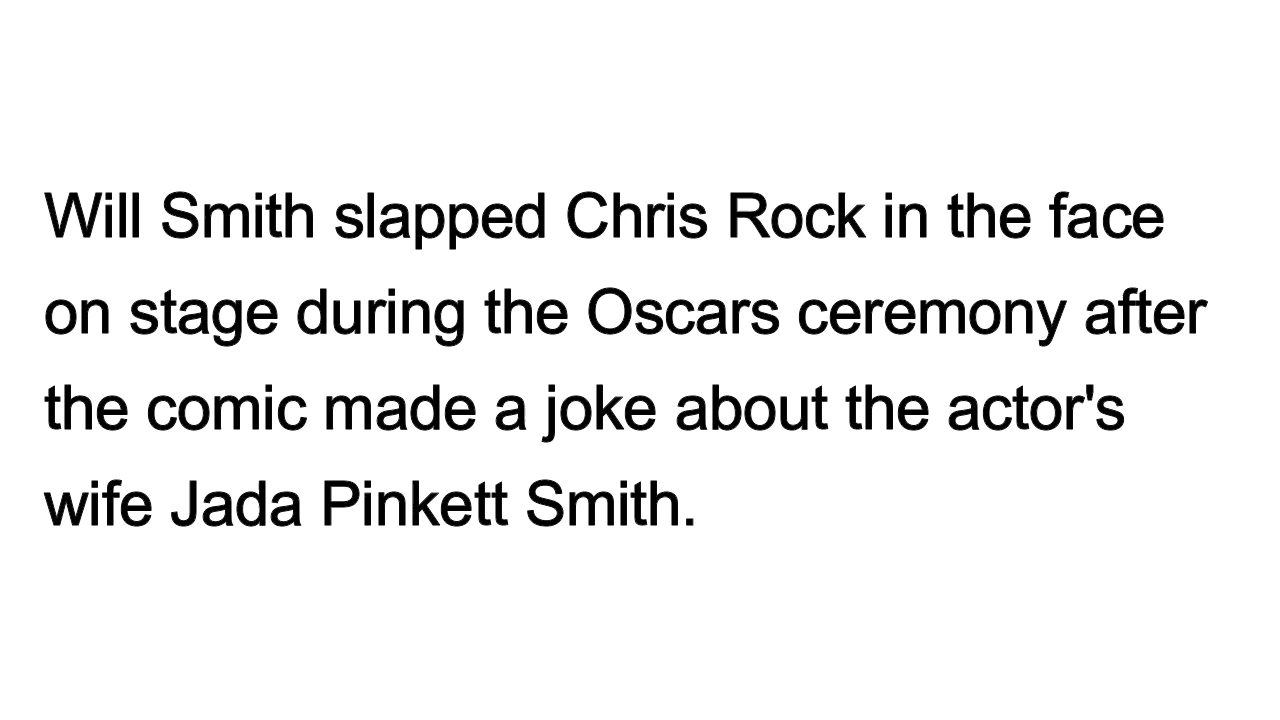 Will Smith slapped Chris Rock in the face
on stage during the Oscars ceremony after
the comic made a joke about the actor's
wife Jada Pinkett Smith.